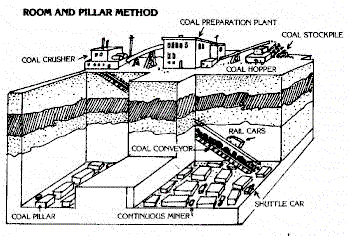 ROOM AND PILLAR METHOD
COAL PREPARATION PLANT
COAL STOCKPILE
COAL CRUSHER
COAL HOPPER
RAIL CARS
COAL CONVEYOR
SHUTTLE CAR
COAL PILLAR
CONTINUOUS MINER